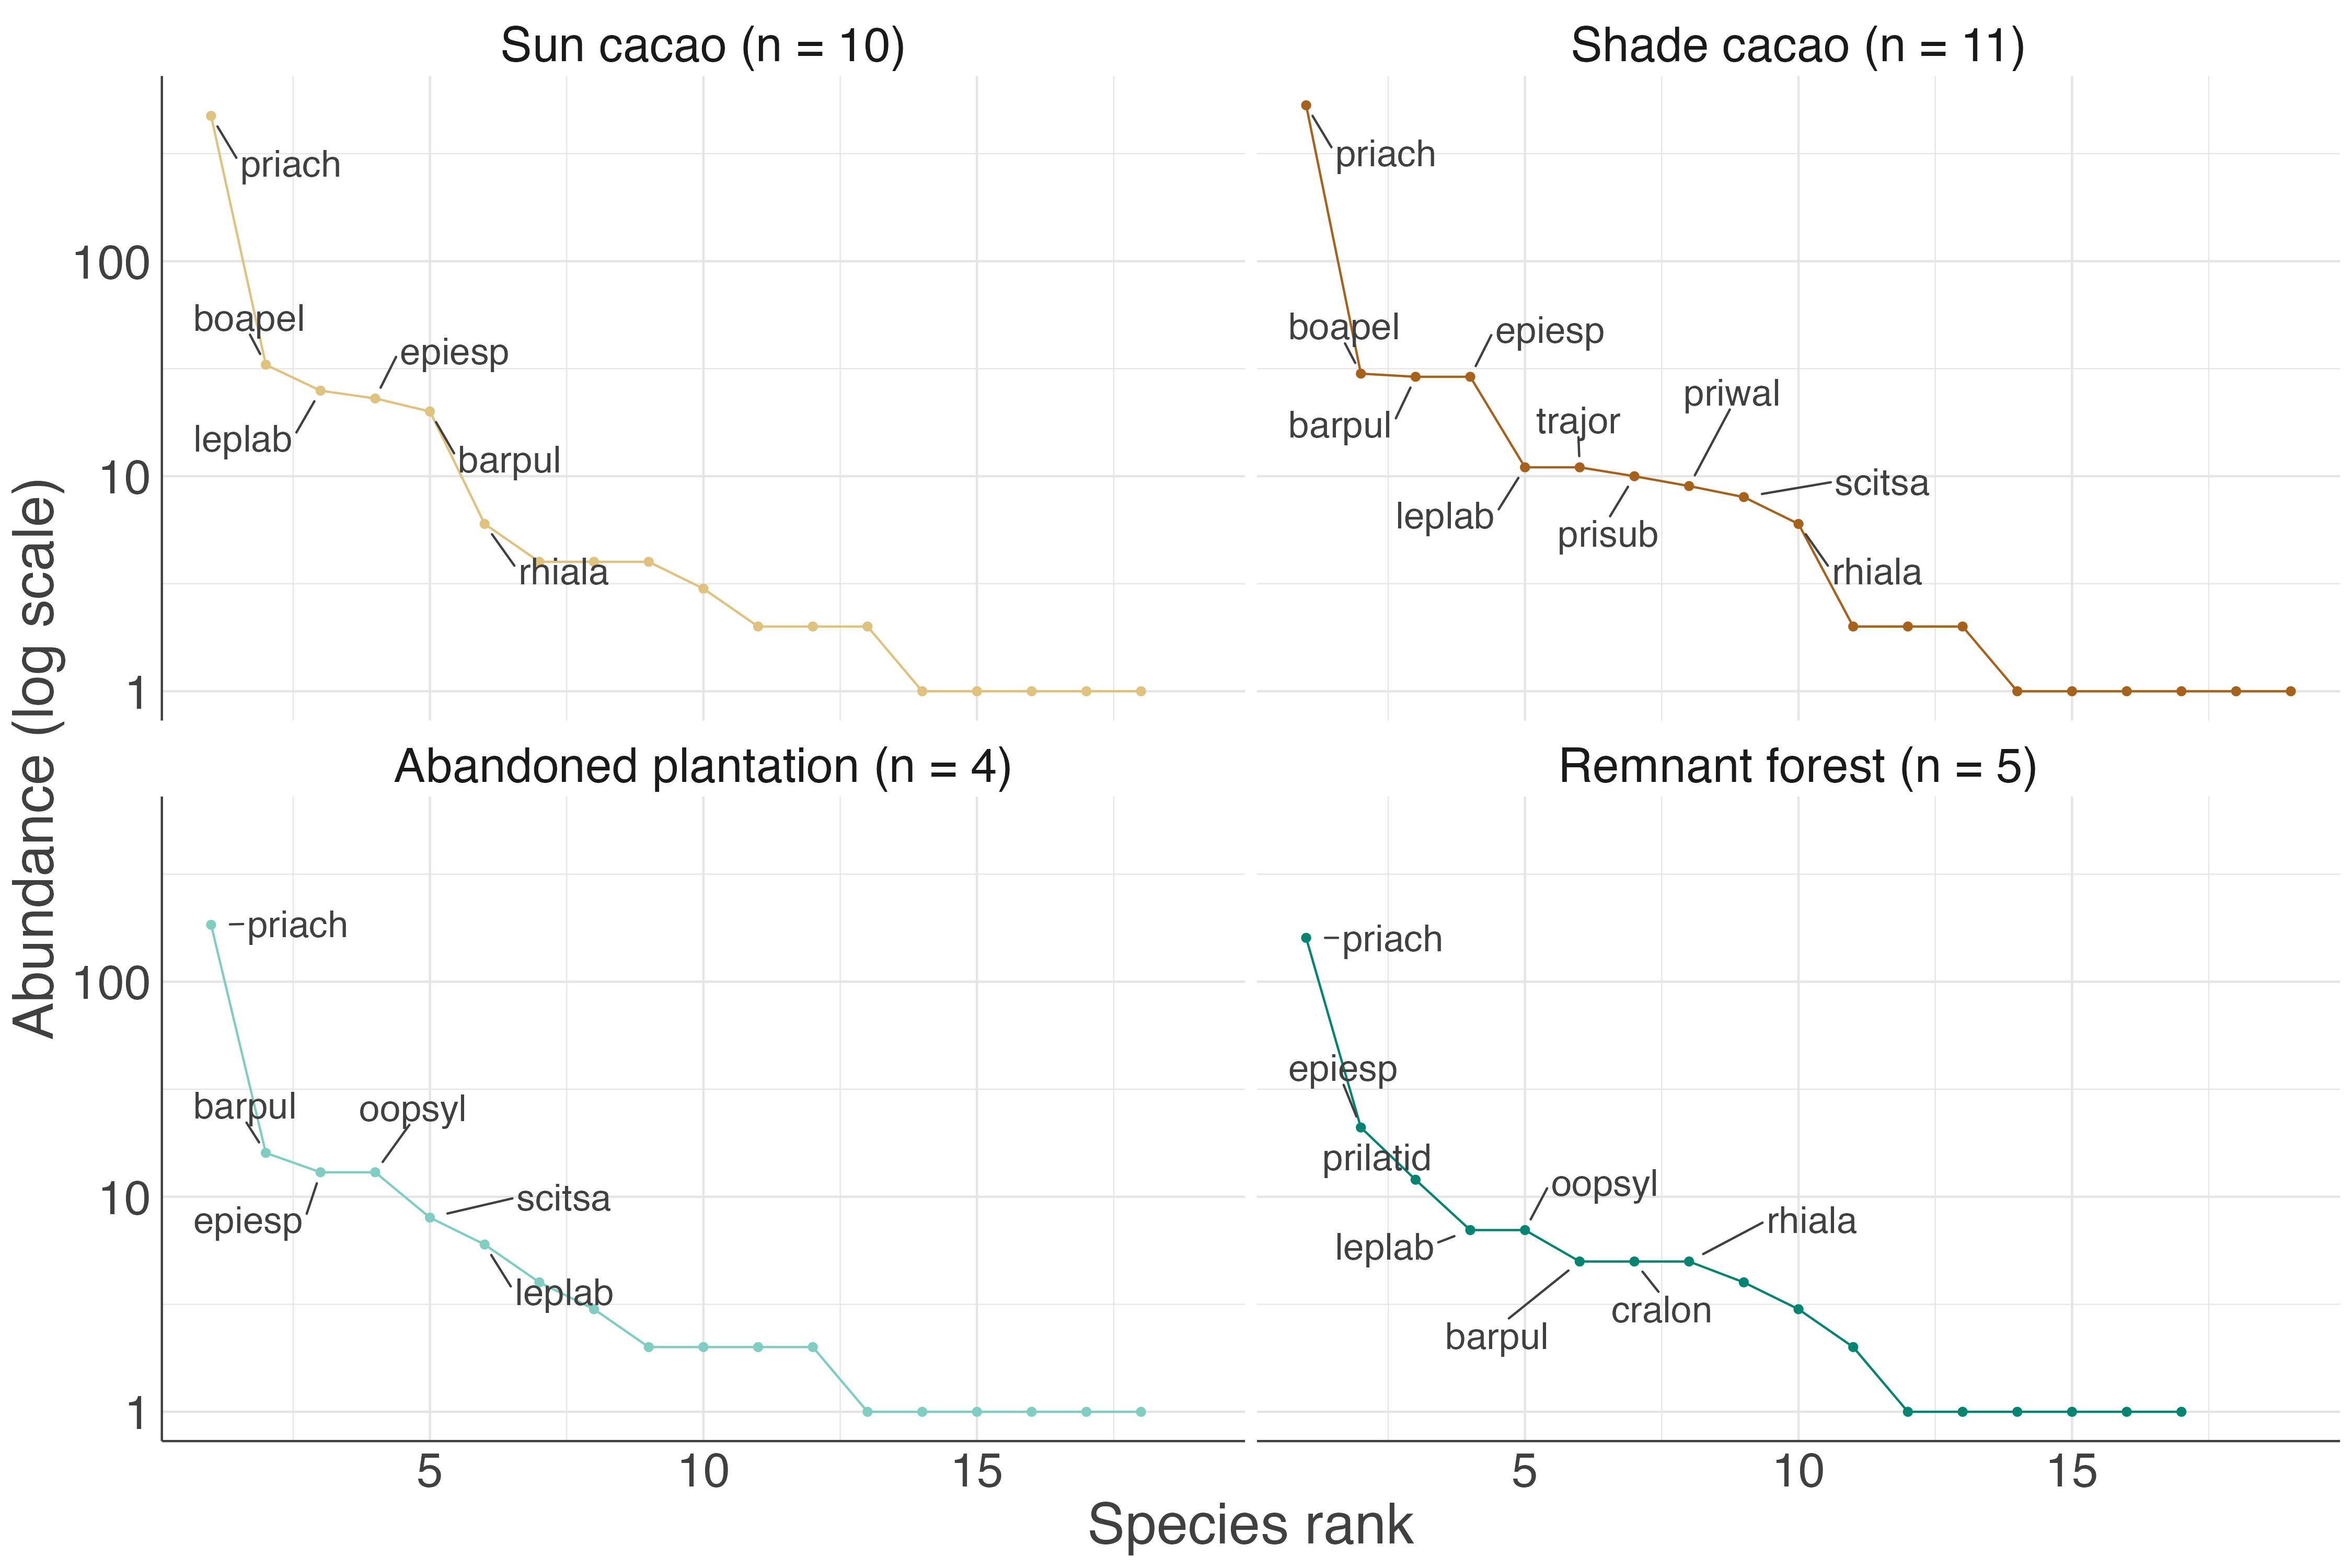 Sun cacao (n = 10)
priach
100
boapel
epiesp
leplab
barpul
10
rhiala
1
Shade cacao (n = 11)
priach
boapel
epiesp
priwal
barpul
trajor
scitsa
leplab
prisub
rhiala
Abundance (log scale)
Abandoned plantation (n = 4)
priach
100
barpul
oopsyl
10
scitsa
epiesp
leplab
1
5 10 15
Remnant forest (n = 5)
priach
epiesp
prilatid
oopsyl
leplab
rhiala
cralon
barpul
5 10 15
Species rank